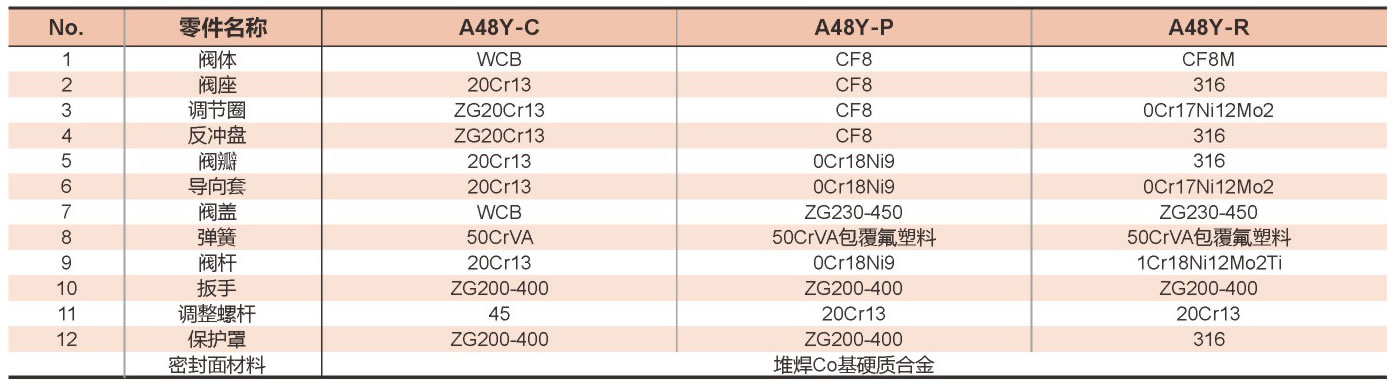 No. 零件名称 A48Y-C A48Y-P A48Y-R
1 阀体 WCB CF8 CF8M
2 阀座 20Cr13 CF8 316
3 调节圈 ZG20Cr13 CF8 0Cr17Ni12Mo2
4 反冲盘 ZG20Cr13 CF8 316
5 阀瓣 20Cr13 0Cr18Ni9 316
6 导向套 20Cr13 0Cr18Ni9 0Cr17Ni12Mo2
7 阀盖 WCB ZG230-450 ZG230-450
8 弹簧 50CrVA 50CrVA包覆氟塑料 50CrVA包覆氟塑料
9 阀杆 20Cr13 0Cr18Ni9 1Cr18Ni12Mo2Ti
10 扳手 ZG200-400 ZG200-400 ZG200-400
11 调整螺杆 45 20Cr13 20Cr13
12 保护罩 ZG200-400 ZG200-400 316
密封面材料 堆焊Co基硬质合金